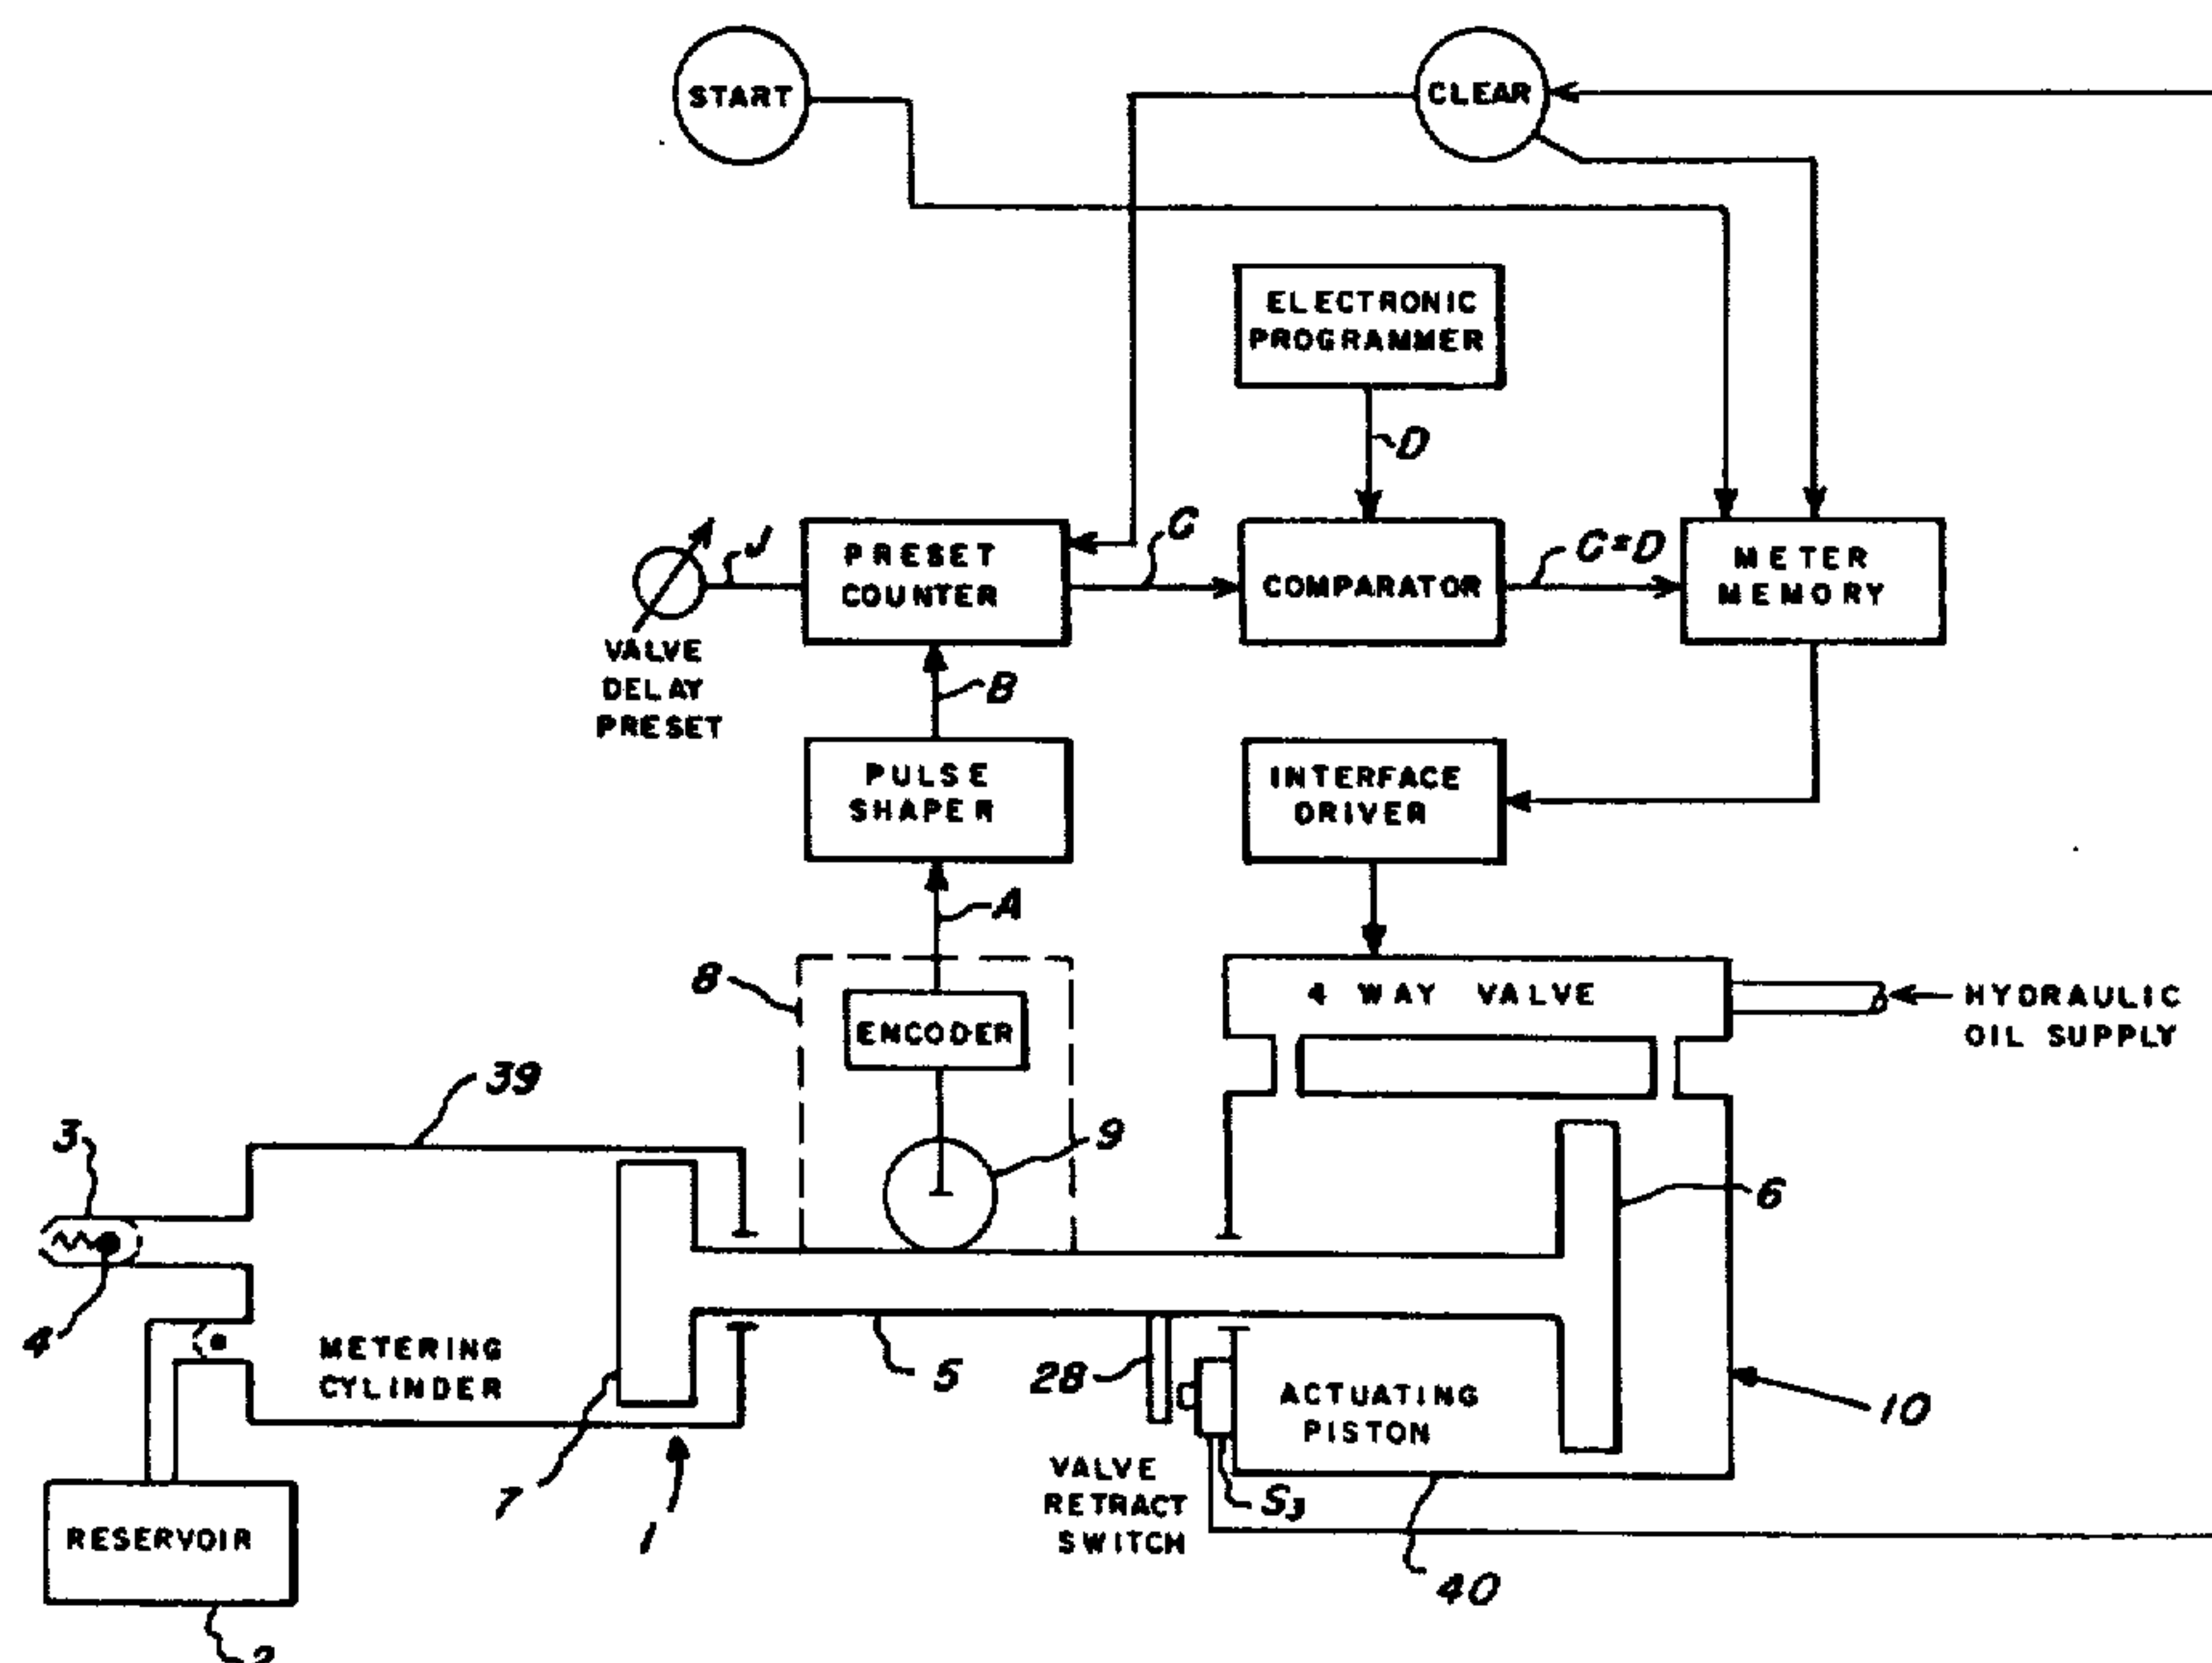 START
CLEAR
ELECTRONIC
PROGRAMMER
D
J
PRESET
COUNTER
C
COMPARATOR
C=D
METER
MEMORY
VALVE
DELAY
PRESET
B
PULSE
SHAPER
INTERFACE
DRIVER
A
8
ENCODER
4 WAY VALVE
HYDRAULIC
OIL SUPPLY
39
3
9
6
4
METERING
CYLINDER
5
28
ACTUATING
PISTON
10
7
1
VALVE
RETRACT
SWITCH
S3
RESERVOIR
40
2